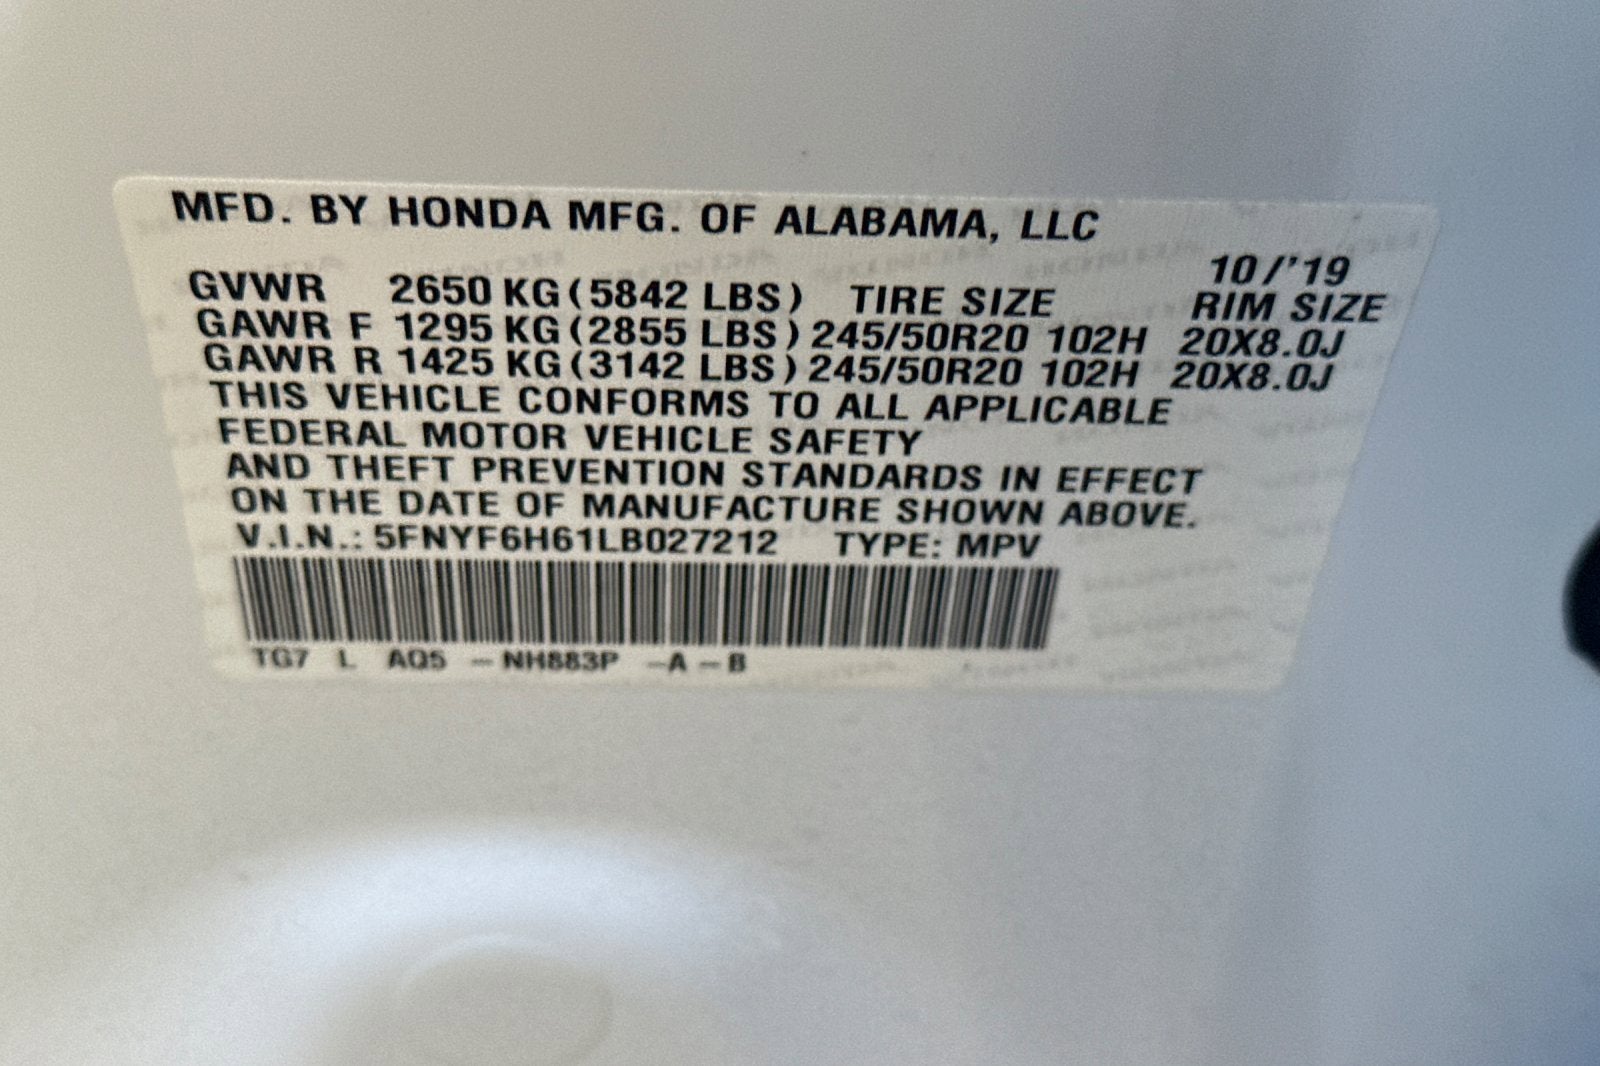 MFD. BY HONDA MFG. OF ALABAMA, LLC
10/'19
GVWR 2650 KG (5842 LBS) TIRE SIZE RIM SIZE
GAWR F 1295 KG (2855 LBS) 245/50R20 102H 20X8.0J
GAWR R 1425 KG (3142 LBS) 245/50R20 102H 20X8.0J
THIS VEHICLE CONFORMS TO ALL APPLICABLE
FEDERAL MOTOR VEHICLE SAFETY
AND THEFT PREVENTION STANDARDS IN EFFECT
ON THE DATE OF MANUFACTURE SHOWN ABOVE.
V.I.N.: 5FNYF6H61LB027212 TYPE: MPV
TG7 L AQ5 - NH883P - A - B